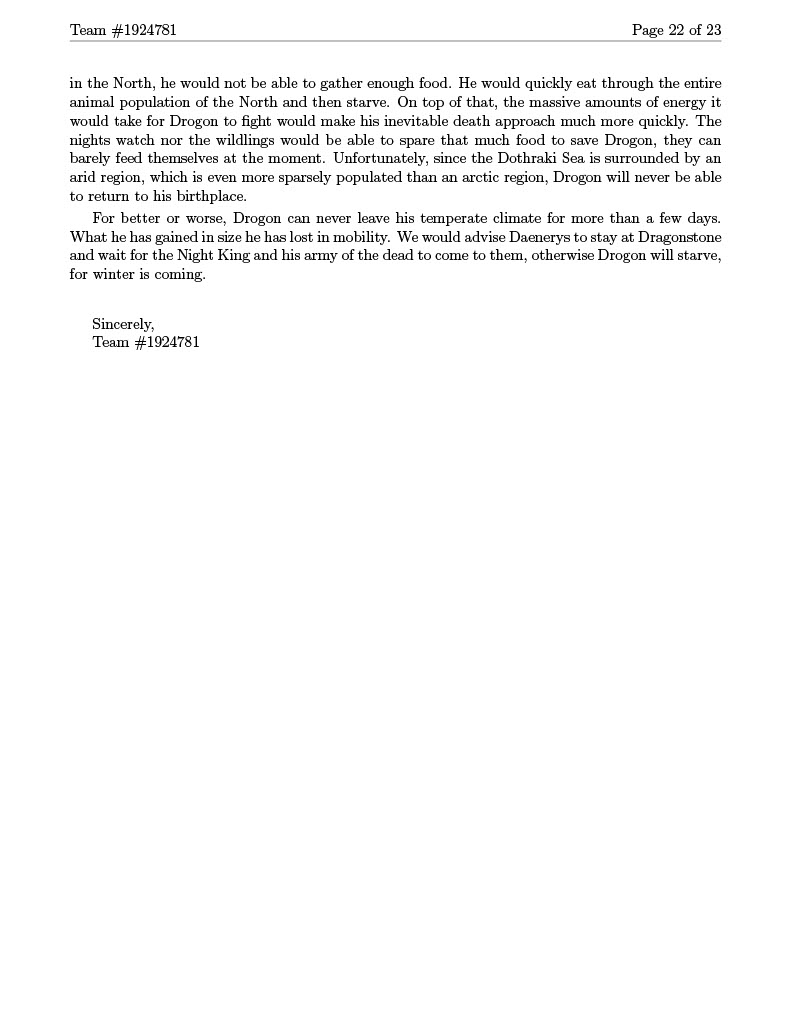 Team #1924781
Page 22 of 23
in the North, he would not be able to gather enough food. He would quickly eat through the entire
animal population of the North and then starve. On top of that, the massive amounts of energy it
would take for Drogon to fight would make his inevitable death approach much more quickly. The
nights watch nor the wildlings would be able to spare that much food to save Drogon, they can
barely feed themselves at the moment. Unfortunately, since the Dothraki Sea is surrounded by an
arid region, which is even more sparsely populated than an arctic region, Drogon will never be able
to return to his birthplace.
For better or worse, Drogon can never leave his temperate climate for more than a few days.
What he has gained in size he has lost in mobility. We would advise Daenerys to stay at Dragonstone
and wait for the Night King and his army of the dead to come to them, otherwise Drogon will starve,
for winter is coming.
Sincerely,
Team #1924781